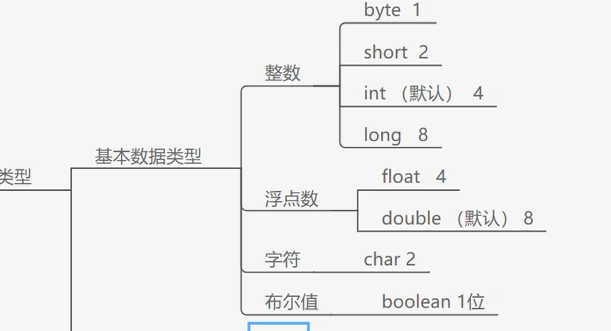 byte 1
short 2
整数
int （默认） 4
long 8
基本数据类型
类型
float 4
浮点数
double （默认） 8
字符
char 2
布尔值
boolean 1位